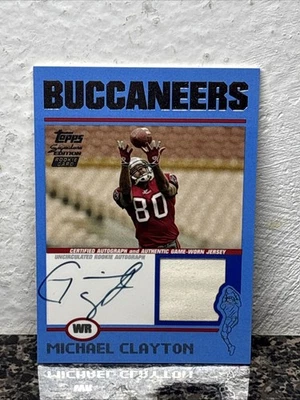 BUCCANEERS
Topps
Signature
EDITION
ROOKIE CARD
80
CERTIFIED AUTOGRAPH and AUTHENTIC GAME-WORN JERSEY
UNCIRCULATED ROOKIE AUTOGRAPH
WR
MICHAEL CLAYTON